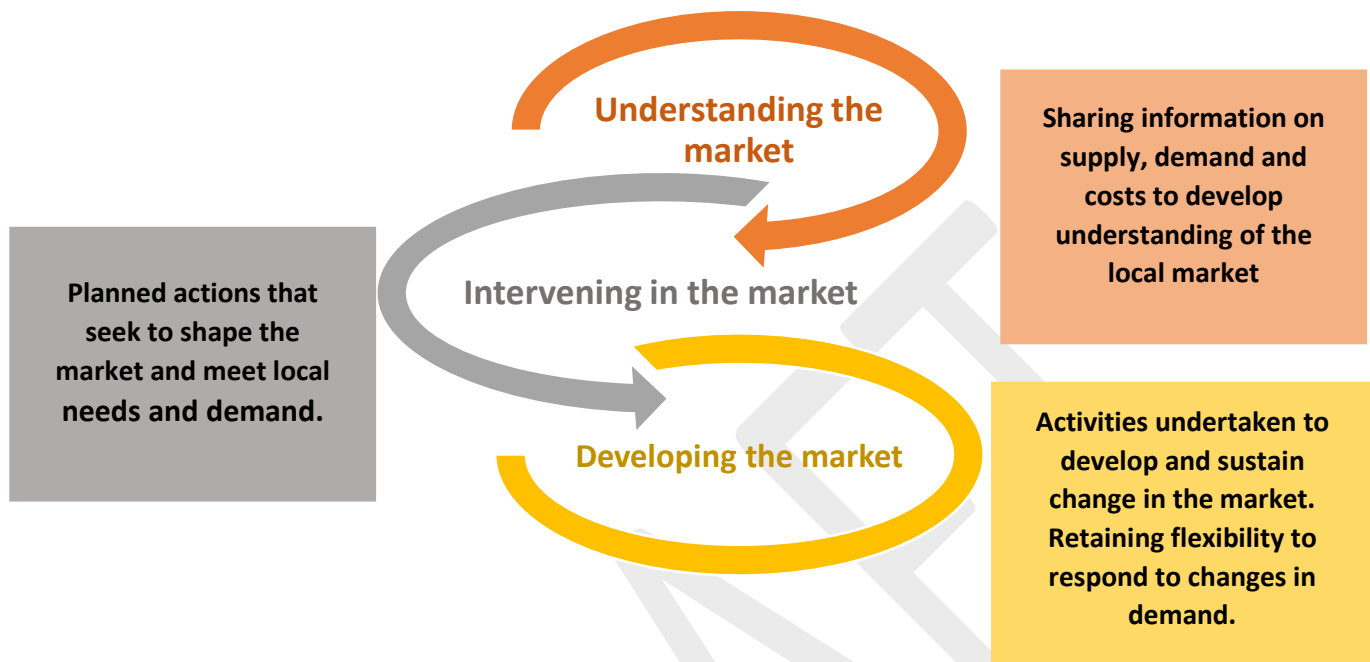 Understanding the
market
Sharing information on
supply, demand and
costs to develop
understanding of the
local market
Intervening in the market
Planned actions that
seek to shape the
market and meet local
needs and demand.
Developing the market
Activities undertaken to
develop and sustain
change in the market.
Retaining flexibility to
respond to changes in
demand.